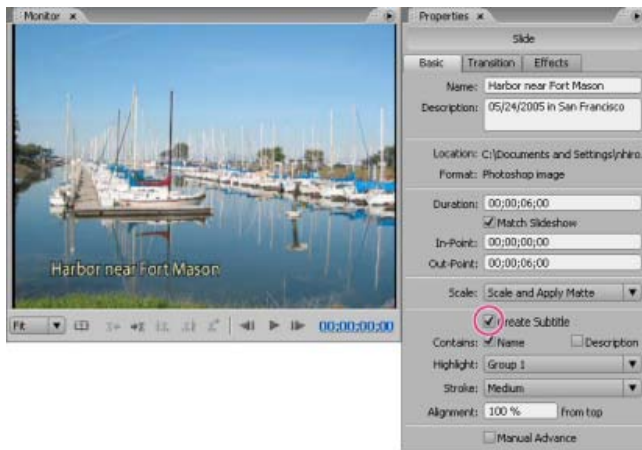 Monitor x
Harbor near Fort Mason
Fit
00;00;00;00
Properties x
Slide
Basic Transition Effects
Name: Harbor near Fort Mason
Description: 05/24/2005 in San Francisco
Location: C:\Documents and Settings\nhiro
Format: Photoshop image
Duration: 00;00;06;00
Match Slideshow
In-Point: 00;00;00;00
Out-Point: 00;00;06;00
Scale: Scale and Apply Matte
Create Subtitle
Contains: Name Description
Highlight: Group 1
Stroke: Medium
Alignment: 100 % from top
Manual Advance